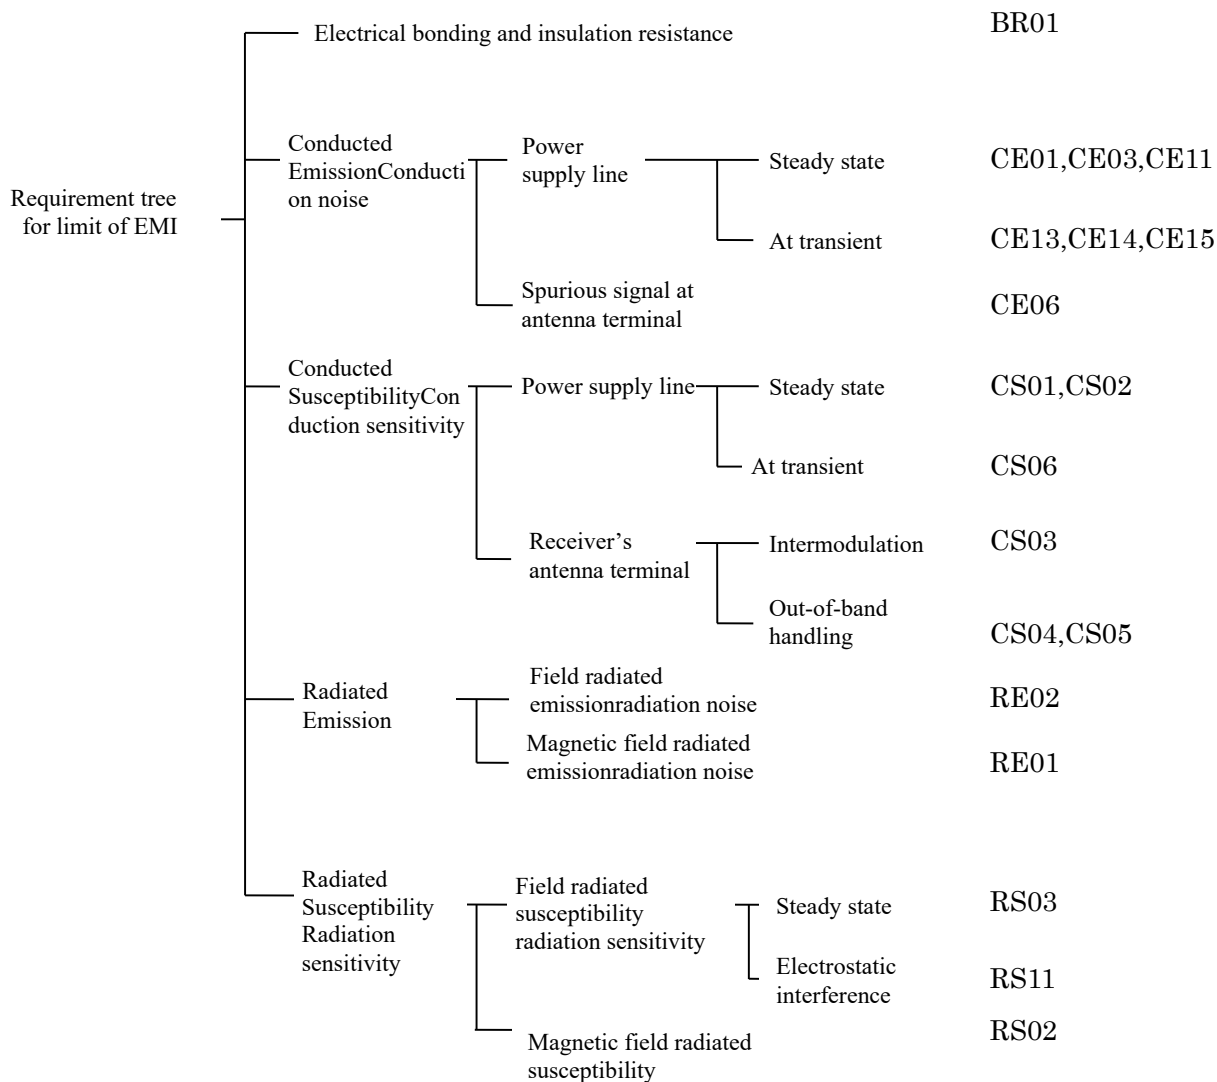 Electrical bonding and insulation resistance
BR01
Requirement tree
for limit of EMI
Conducted
EmissionConducti
on noise
Power
supply line
Steady state
CE01,CE03,CE11
At transient
CE13,CE14,CE15
Spurious signal at
antenna terminal
CE06
Conducted
SusceptibilityCon
duction sensitivity
Power supply line
Steady state
CS01,CS02
At transient
CS06
Receiver’s
antenna terminal
Intermodulation
CS03
Out-of-band
handling
CS04,CS05
Radiated
Emission
Field radiated
emissionradiation noise
RE02
Magnetic field radiated
emissionradiation noise
RE01
Radiated
Susceptibility
Radiation
sensitivity
Field radiated
susceptibility
radiation sensitivity
Steady state
RS03
Electrostatic
interference
RS11
Magnetic field radiated
susceptibility
RS02